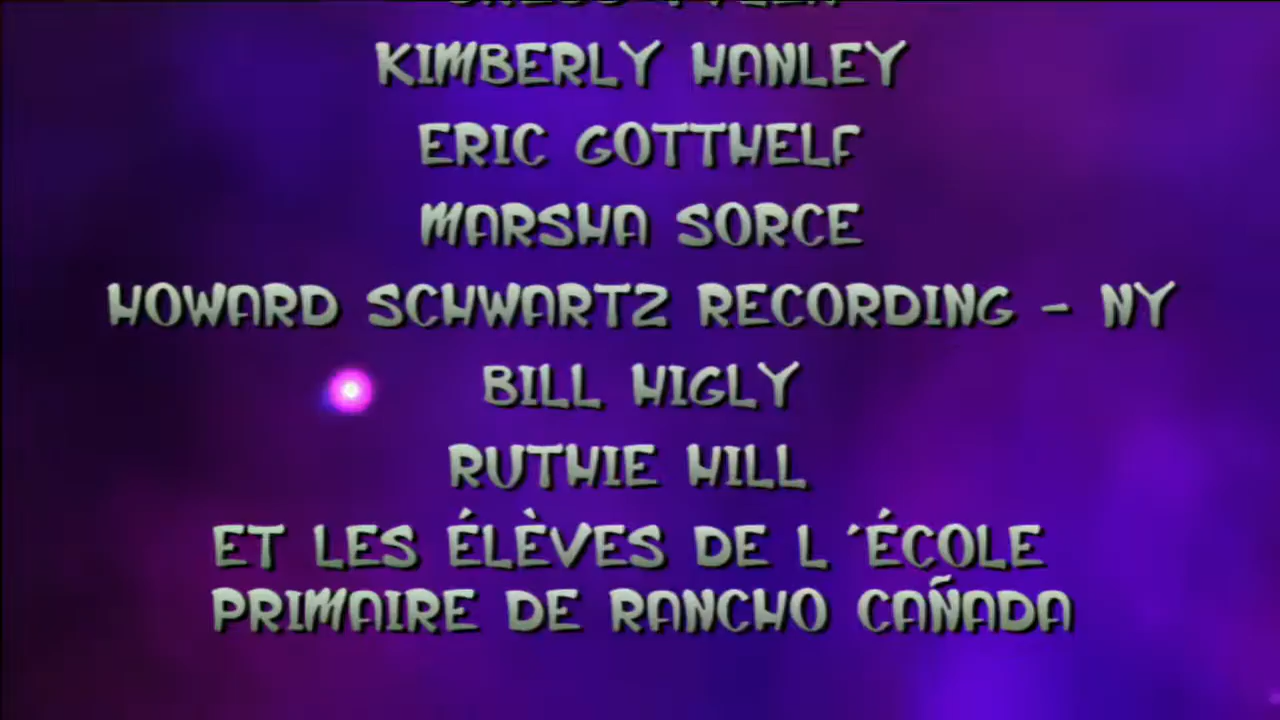 KIMBERLY HANLEY
ERIC GOTTHELF
MARSHA SORCE
HOWARD SCHWARTZ RECORDING - NY
BILL HIGLY
RUTHIE HILL
ET LES ÉLÈVES DE L 'ÉCOLE
PRIMAIRE DE RANCHO CAÑADA